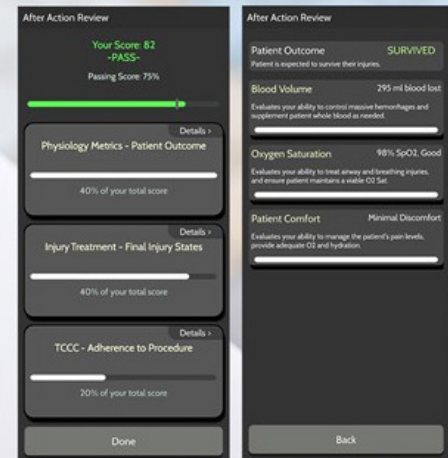 After Action Review
Your Score: 82
-PASS-
Passing Score: 75%
Details >
Physiology Metrics - Patient Outcome
40% of your total score
Details >
Injury Treatment - Final Injury States
40% of your total score
Details >
TCCC - Adherence to Procedure
20% of your total score
Done
After Action Review
Patient Outcome SURVIVED
Patient is expected to survive their injuries.
Blood Volume 295 ml blood lost
Evaluates your ability to control massive hemorrhages and
supplement patient whole blood as needed.
Oxygen Saturation 98% SpO2, Good
Evaluates your ability to treat airway and breathing injuries,
and ensure patient maintains a viable O2 Sat.
Patient Comfort Minimal Discomfort
Evaluates your ability to manage the patient's pain levels,
provide adequate O2 and hydration.
Back